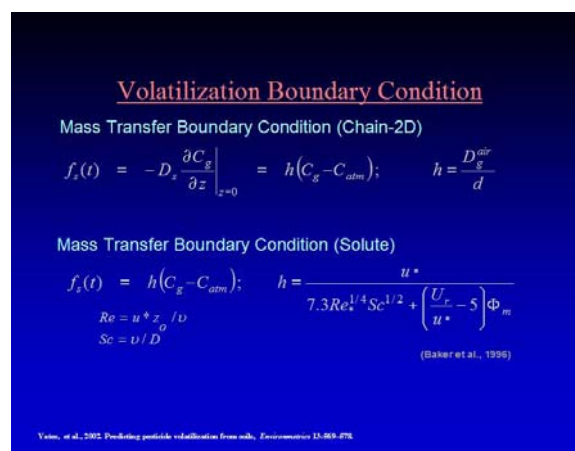 Volatilization Boundary Condition
Mass Transfer Boundary Condition (Chain-2D)
f_s(t) = -D_s ∂C_g/∂z |_{z=0} = h(C_g - C_atm); h = D_g^air / d
Mass Transfer Boundary Condition (Solute)
f_s(t) = h(C_g - C_atm); h = u* / (7.3Re_*^{1/4} Sc^{1/2} + (U_r/u* - 5)Φ_m)
Re = u * z_o / υ
Sc = υ / D
(Baker et al., 1996)
Yates, et al., 2002. Predicting pesticide volatilization from soils, Environmetrics 13:569-578.